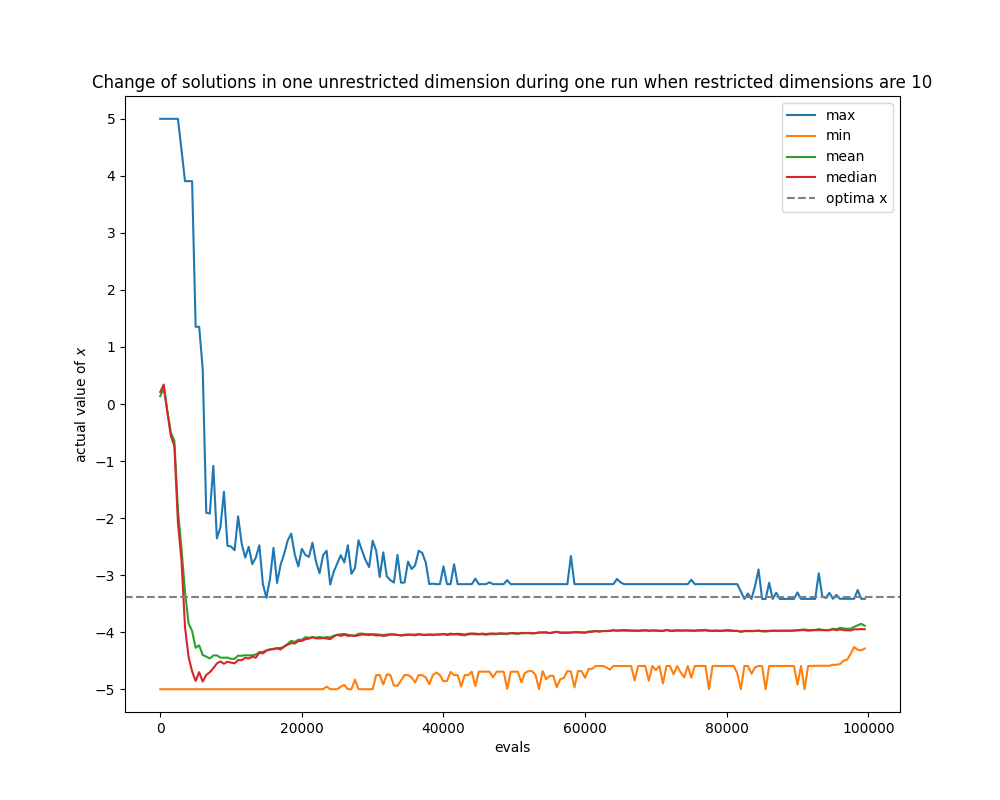 Change of solutions in one unrestricted dimension during one run when restricted dimensions are 10
max
min
mean
median
optima x
5
4
3
2
1
0
−1
−2
−3
−4
−5
actual value of x
0
20000
40000
60000
80000
100000
evals